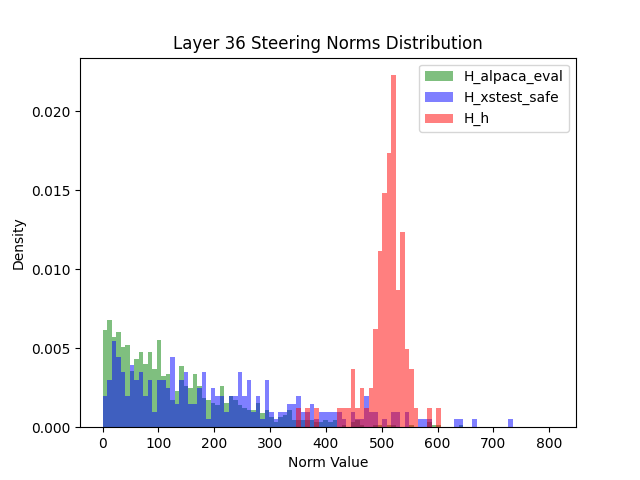 Layer 36 Steering Norms Distribution
H_alpaca_eval
H_xstest_safe
H_h
Density
0.020
0.015
0.010
0.005
0.000
0 100 200 300 400 500 600 700 800
Norm Value